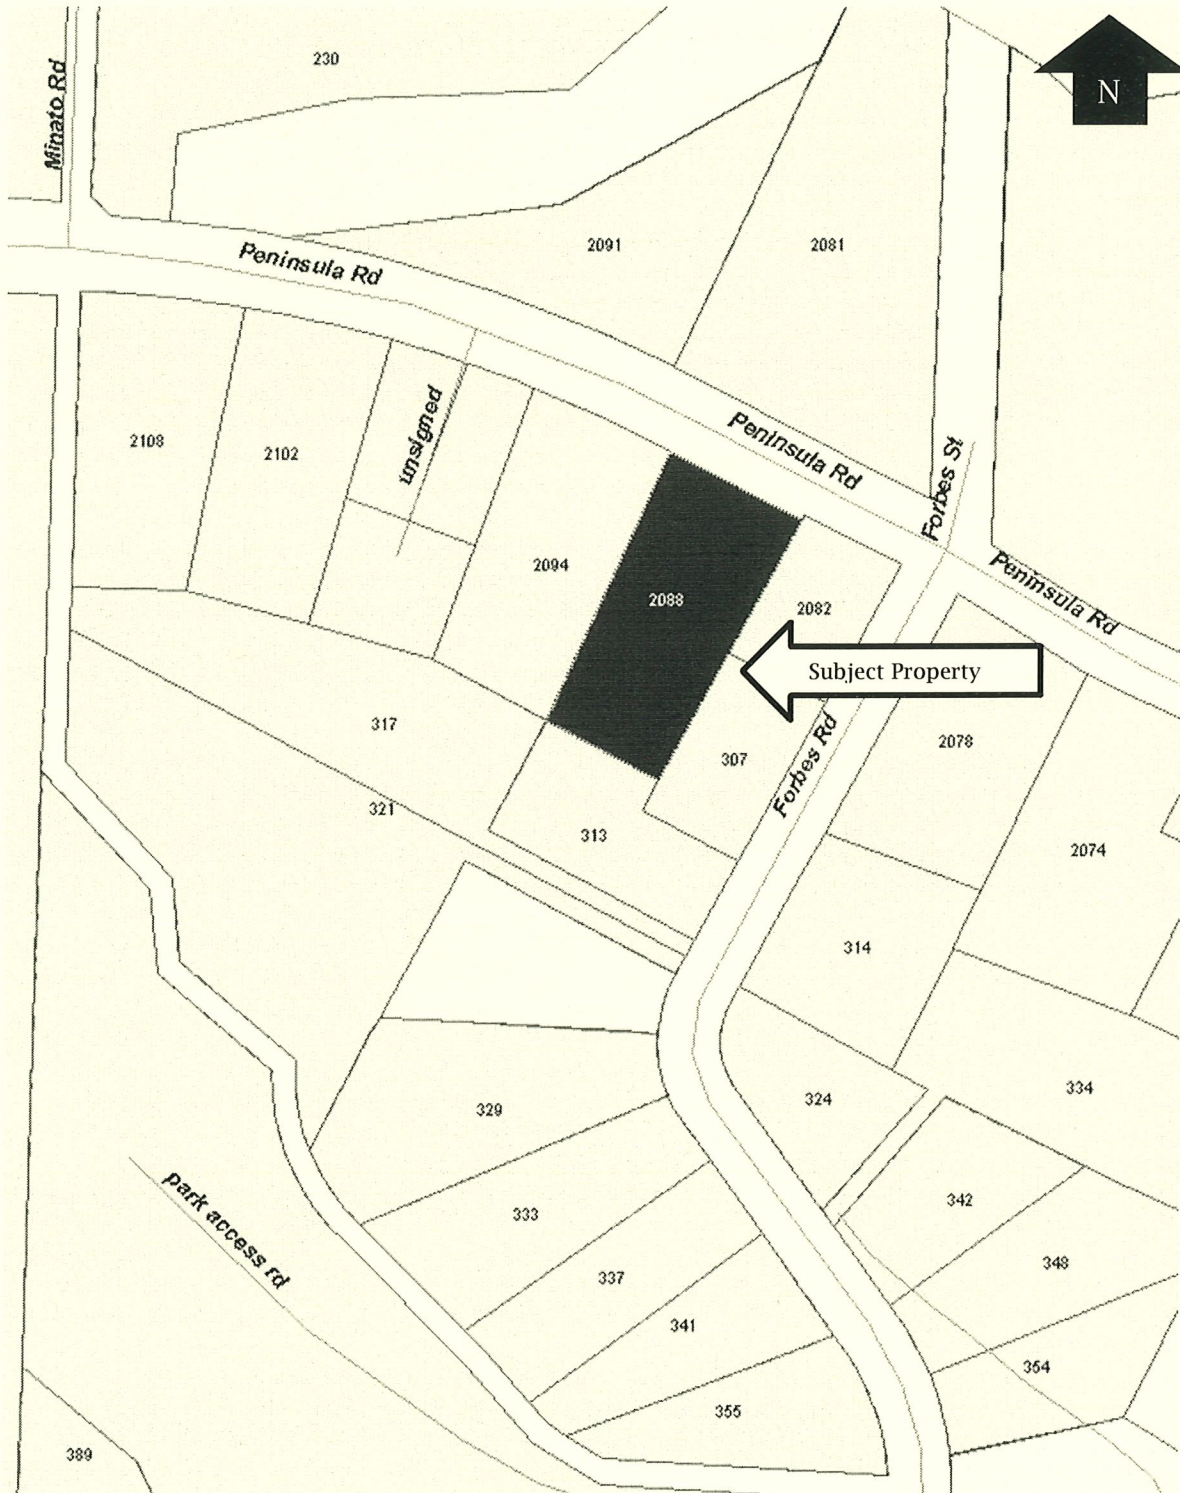 230
Minato Rd
N
Peninsula Rd
2091
2081
2108
2102
unsigned
Peninsula Rd
Forbes St
2094
2088
2082
Peninsula Rd
Subject Property
317
307
Forbes Rd
2078
321
313
2074
314
329
324
334
park access rd
333
342
337
348
341
354
355
389